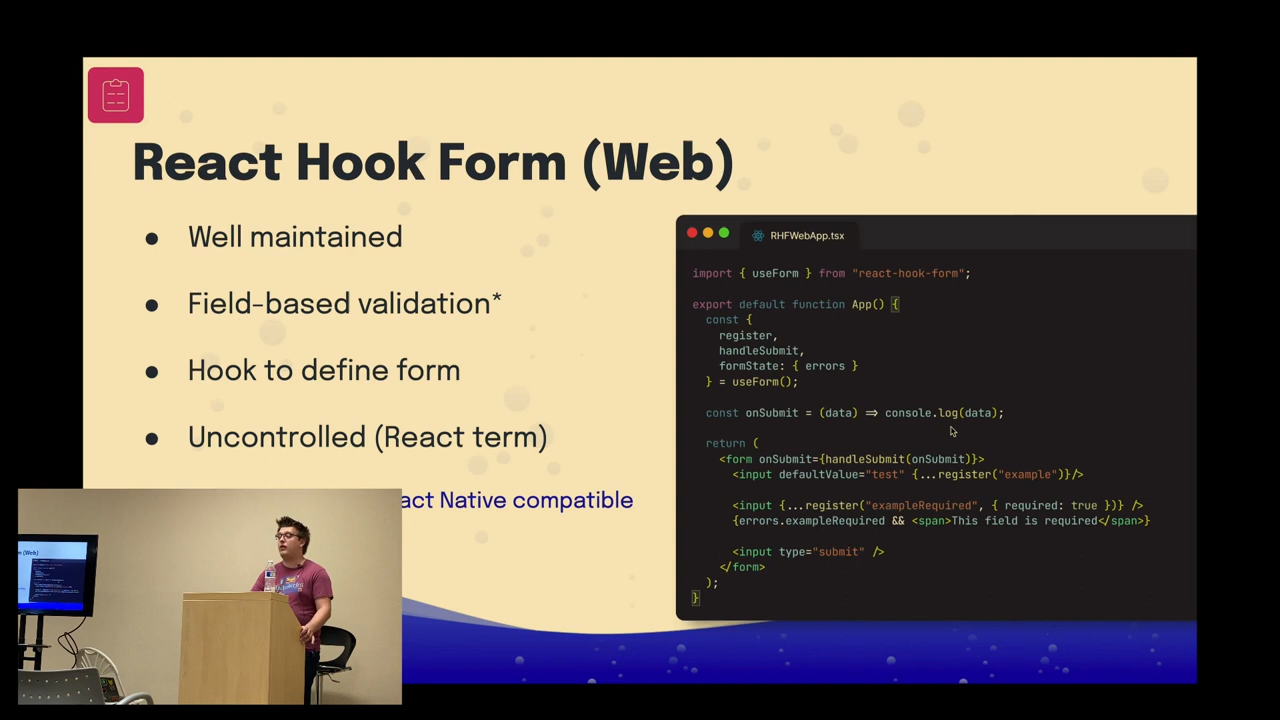 React Hook Form (Web)
● Well maintained
● Field-based validation*
● Hook to define form
● Uncontrolled (React term)
Native compatible
RHFWebApp.tsx
import { useForm } from "react-hook-form";
export default function App() {
const {
register,
handleSubmit,
formState: { errors }
} = useForm();
const onSubmit = (data) => console.log(data);
return (
<form onSubmit={handleSubmit(onSubmit)}>
<input defaultValue="test" {...register("example")}/>
<input {...register("exampleRequired", { required: true })} />
{errors.exampleRequired && <span>This field is required</span>}
<input type="submit" />
</form>
);
}